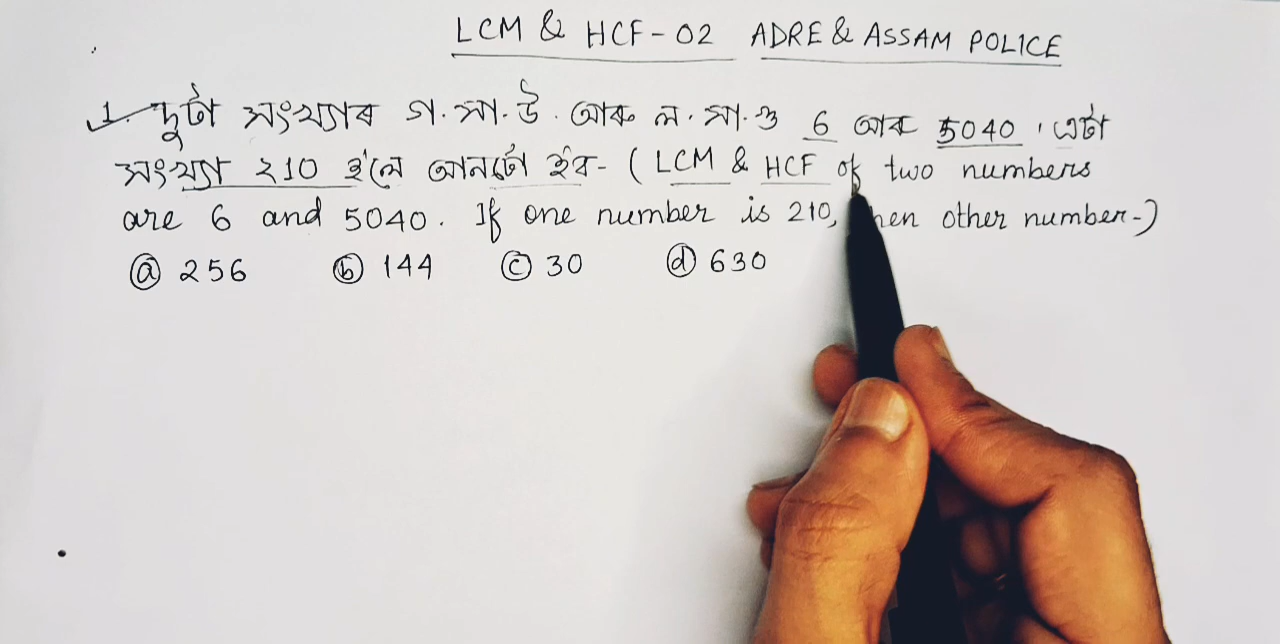 LCM & HCF - 02 ADRE & ASSAM POLICE
1. দুটা সংখ্যাৰ গ. সা. উ. আৰু ল. সা. গু 6 আৰু 5040 । এটা
সংখ্যা 210 হ'লে আনটো হ'ব - ( LCM & HCF of two numbers
are 6 and 5040. If one number is 210, other number - )
ⓐ 256 ⓑ 144 ⓒ 30 ⓓ 630